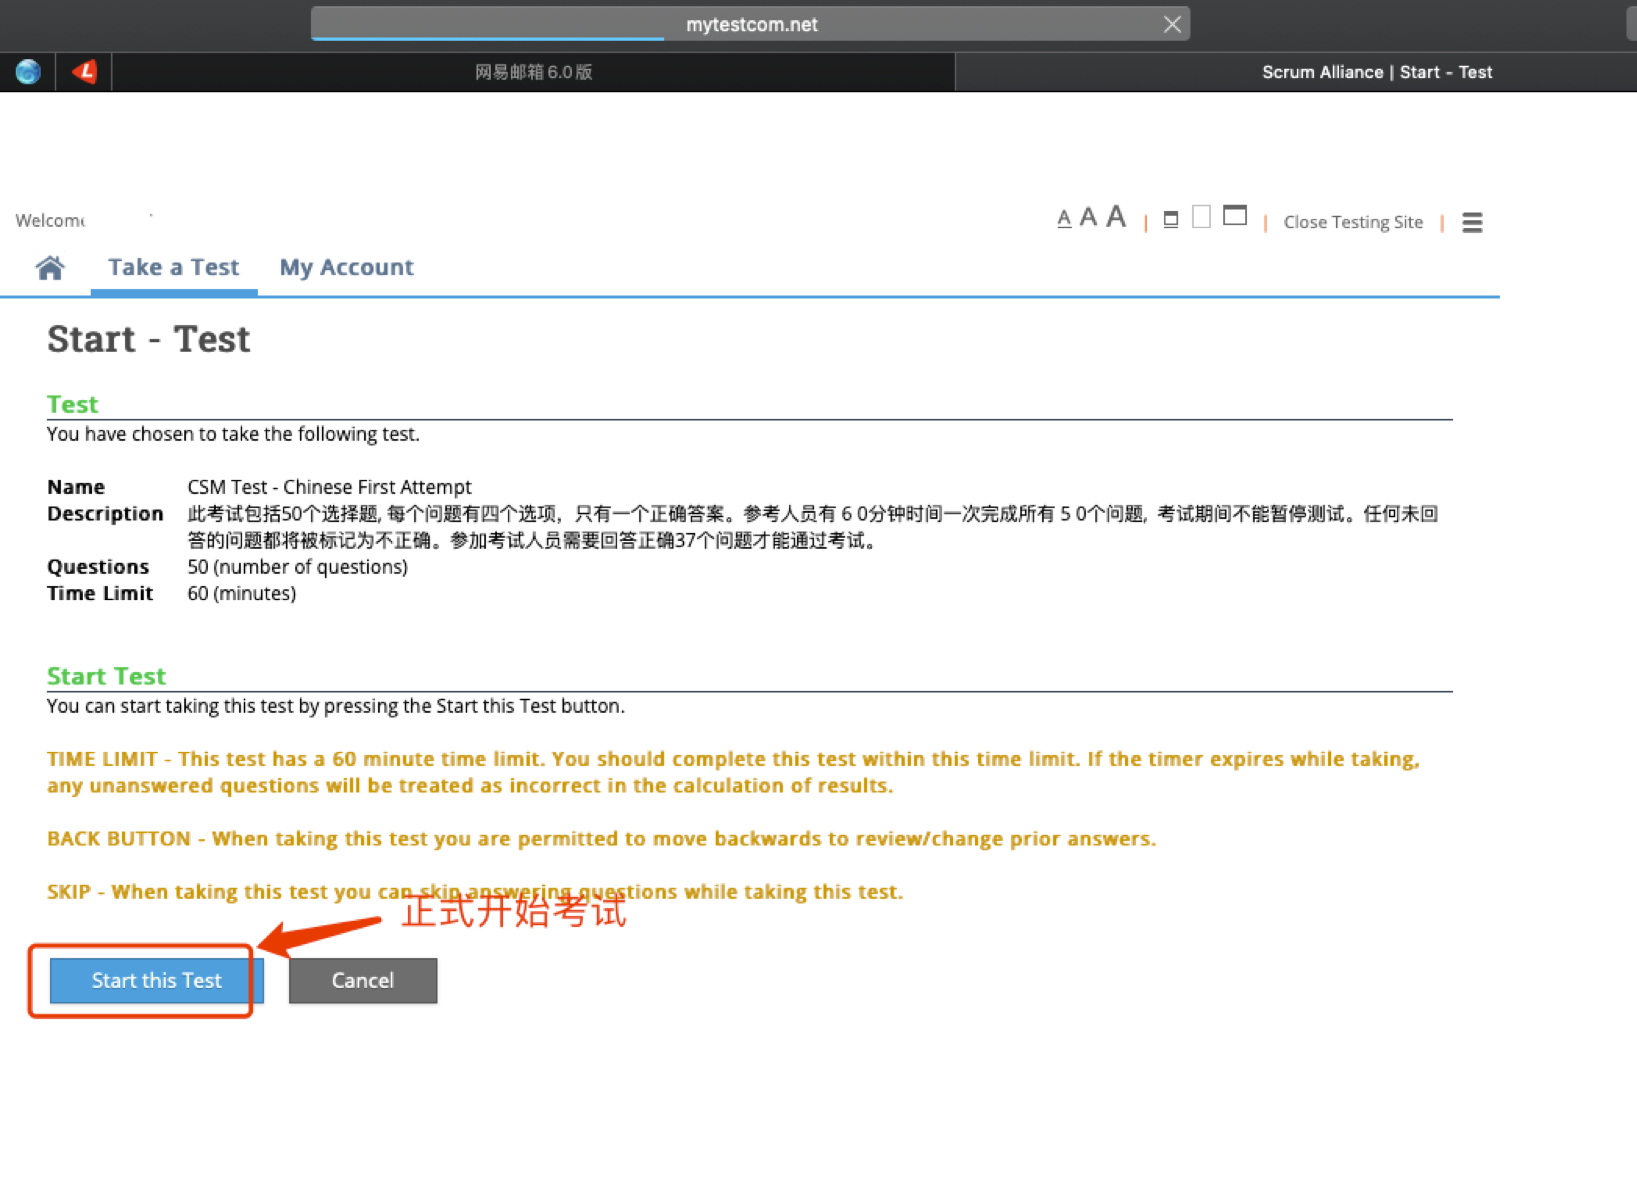 mytestcom.net
网易邮箱6.0版
Scrum Alliance | Start - Test
Welcome
A A A | | Close Testing Site |
Take a Test My Account
Start - Test
Test
You have chosen to take the following test.
Name CSM Test - Chinese First Attempt
Description 此考试包括50个选择题, 每个问题有四个选项，只有一个正确答案。参考人员有 6 0分钟时间一次完成所有 5 0个问题, 考试期间不能暂停测试。任何未回
答的问题都将被标记为不正确。参加考试人员需要回答正确37个问题才能通过考试。
Questions 50 (number of questions)
Time Limit 60 (minutes)
Start Test
You can start taking this test by pressing the Start this Test button.
TIME LIMIT - This test has a 60 minute time limit. You should complete this test within this time limit. If the timer expires while taking,
any unanswered questions will be treated as incorrect in the calculation of results.
BACK BUTTON - When taking this test you are permitted to move backwards to review/change prior answers.
SKIP - When taking this test you can skip answering questions while taking this test.
正式开始考试
Start this Test Cancel